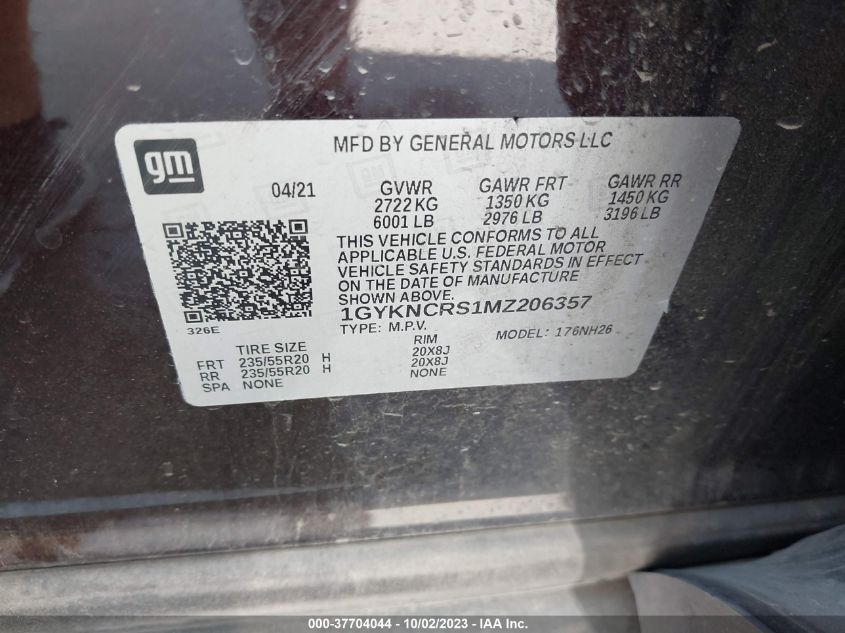 gm
MFD BY GENERAL MOTORS LLC
04/21
GVWR
2722 KG
6001 LB
GAWR FRT
1350 KG
2976 LB
GAWR RR
1450 KG
3196 LB
THIS VEHICLE CONFORMS TO ALL
APPLICABLE U.S. FEDERAL MOTOR
VEHICLE SAFETY STANDARDS IN EFFECT
ON THE DATE OF MANUFACTURE
SHOWN ABOVE.
1GYKNCRS1MZ206357
326E
TYPE: M.P.V. MODEL: 176NH26
TIRE SIZE RIM
FRT 235/55R20 H 20X8J
RR 235/55R20 H 20X8J
SPA NONE NONE
000-37704044 - 10/02/2023 - IAA Inc.